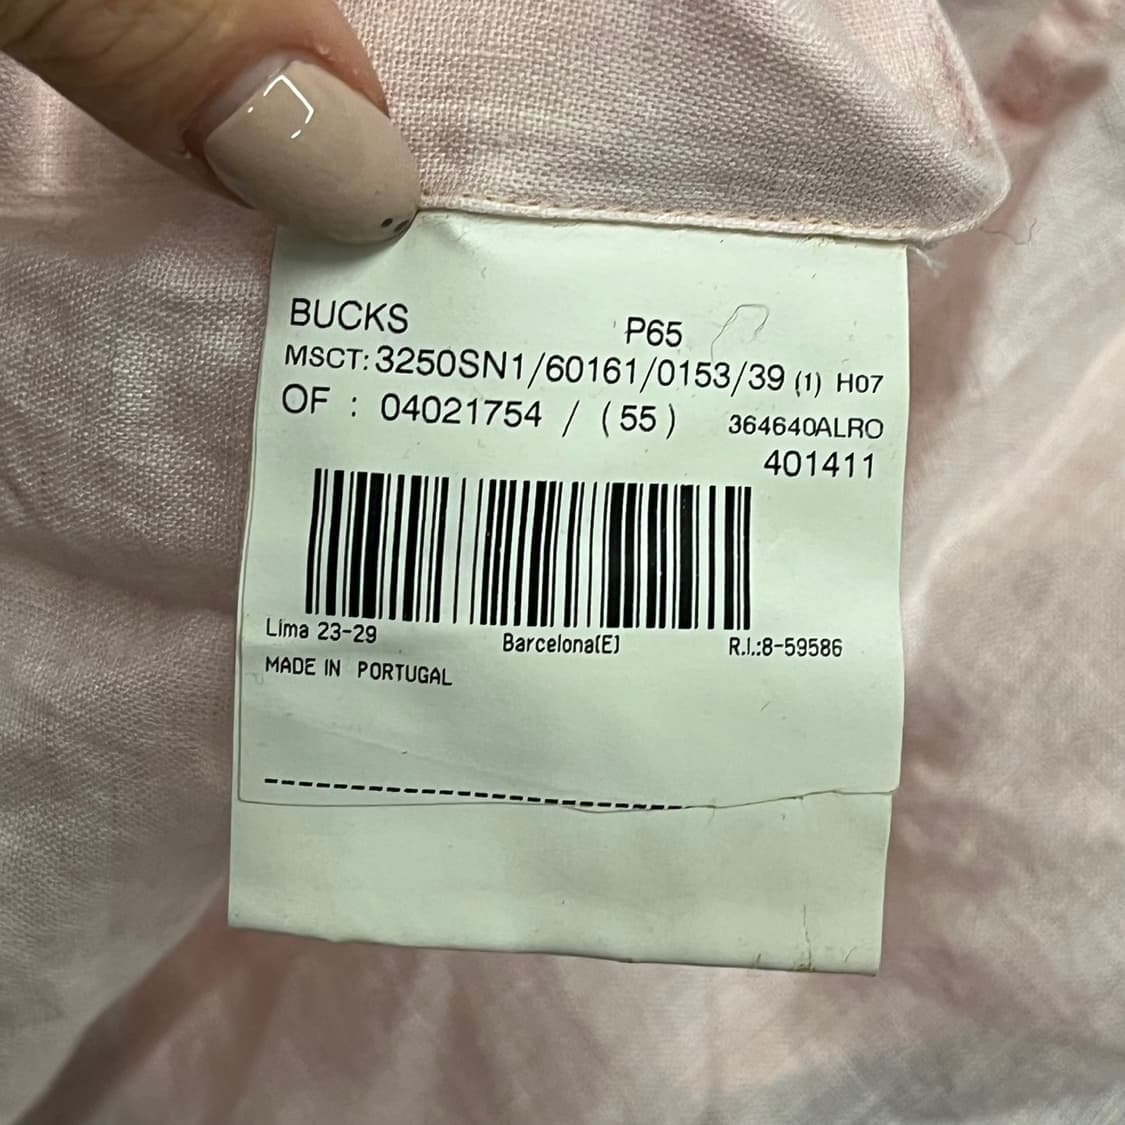 BUCKS P65
MSCT: 3250SN1/60161/0153/39 (1) H07
OF : 04021754 / (55) 364640ALRO
401411
Lima 23-29 Barcelona(E) R.I.:8-59586
MADE IN PORTUGAL